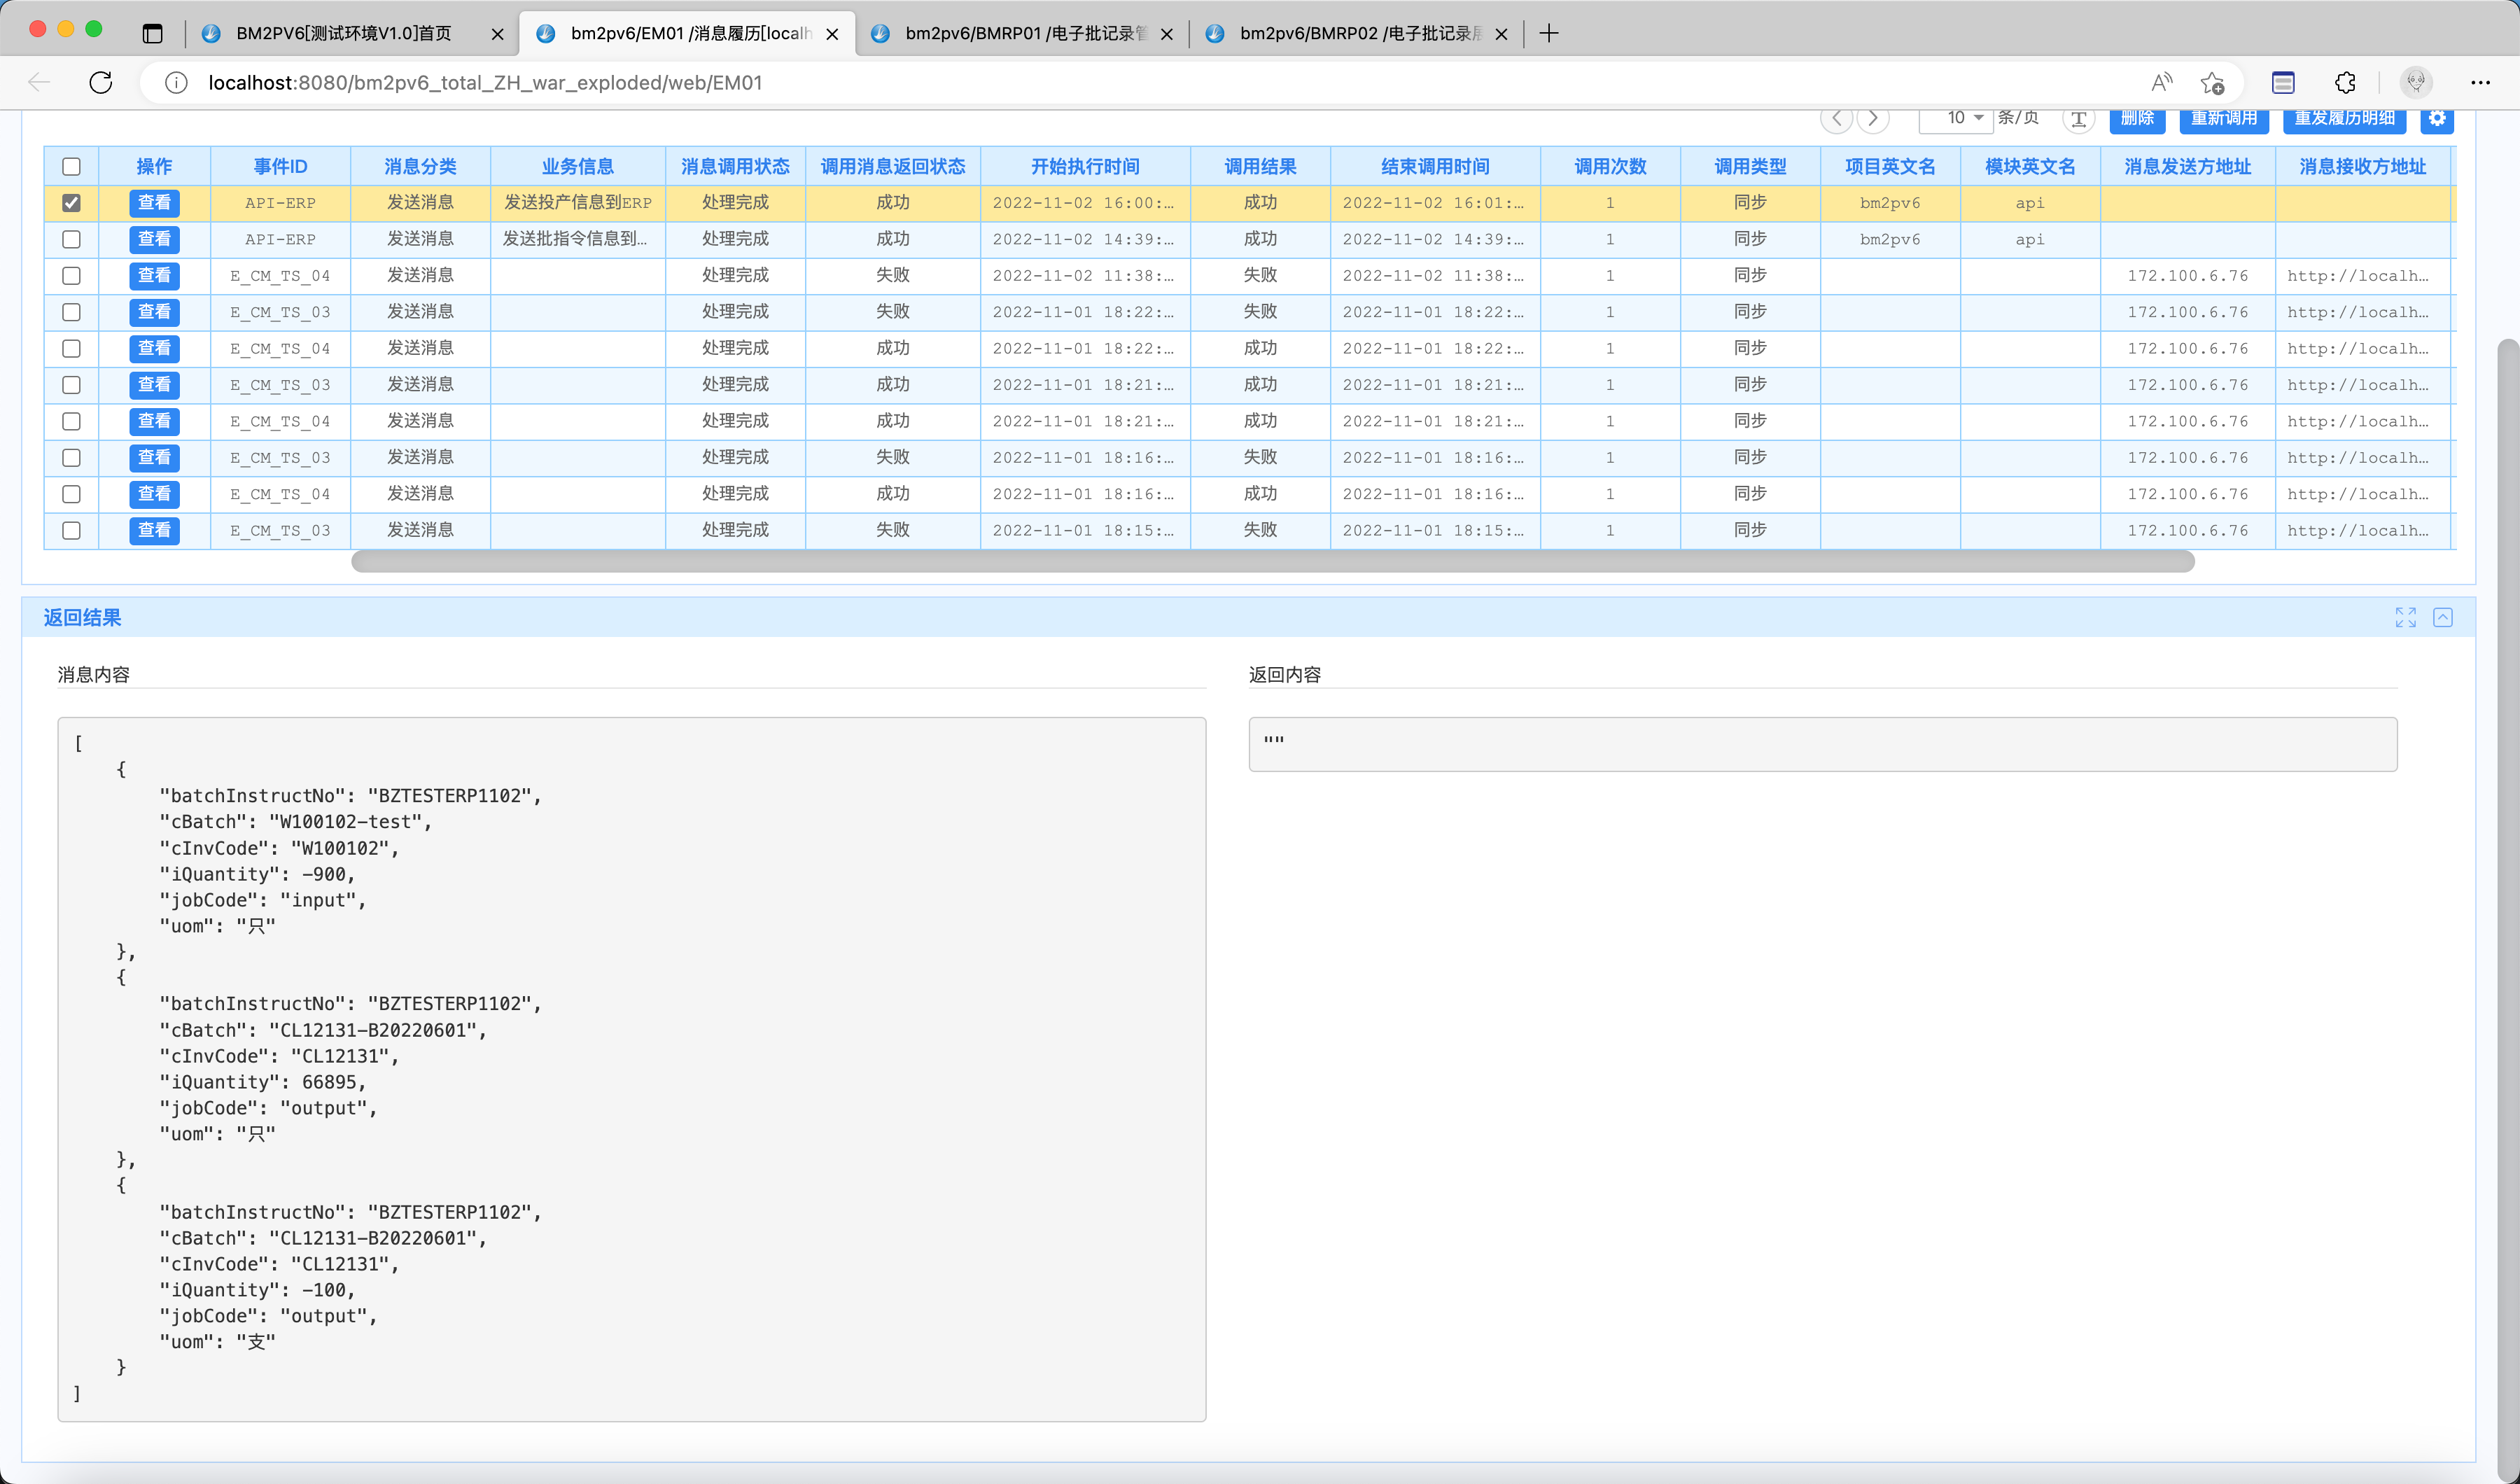 BM2PV6[测试环境V1.0]首页
bm2pv6/EM01 /消息履历[localh
bm2pv6/BMRP01 /电子批记录管
bm2pv6/BMRP02 /电子批记录展
localhost:8080/bm2pv6_total_ZH_war_exploded/web/EM01
10 条/页 删除 重新调用 重发履历明细
操作 事件ID 消息分类 业务信息 消息调用状态 调用消息返回状态 开始执行时间 调用结果 结束调用时间 调用次数 调用类型 项目英文名 模块英文名 消息发送方地址 消息接收方地址
查看 API-ERP 发送消息 发送投产信息到ERP 处理完成 成功 2022-11-02 16:00:... 成功 2022-11-02 16:01:... 1 同步 bm2pv6 api
查看 API-ERP 发送消息 发送批指令信息到... 处理完成 成功 2022-11-02 14:39:... 成功 2022-11-02 14:39:... 1 同步 bm2pv6 api
查看 E_CM_TS_04 发送消息 处理完成 失败 2022-11-02 11:38:... 失败 2022-11-02 11:38:... 1 同步 172.100.6.76 http://localh...
查看 E_CM_TS_03 发送消息 处理完成 失败 2022-11-01 18:22:... 失败 2022-11-01 18:22:... 1 同步 172.100.6.76 http://localh...
查看 E_CM_TS_04 发送消息 处理完成 成功 2022-11-01 18:22:... 成功 2022-11-01 18:22:... 1 同步 172.100.6.76 http://localh...
查看 E_CM_TS_03 发送消息 处理完成 成功 2022-11-01 18:21:... 成功 2022-11-01 18:21:... 1 同步 172.100.6.76 http://localh...
查看 E_CM_TS_04 发送消息 处理完成 成功 2022-11-01 18:21:... 成功 2022-11-01 18:21:... 1 同步 172.100.6.76 http://localh...
查看 E_CM_TS_03 发送消息 处理完成 失败 2022-11-01 18:16:... 失败 2022-11-01 18:16:... 1 同步 172.100.6.76 http://localh...
查看 E_CM_TS_04 发送消息 处理完成 成功 2022-11-01 18:16:... 成功 2022-11-01 18:16:... 1 同步 172.100.6.76 http://localh...
查看 E_CM_TS_03 发送消息 处理完成 失败 2022-11-01 18:15:... 失败 2022-11-01 18:15:... 1 同步 172.100.6.76 http://localh...
返回结果
消息内容
[
{
"batchInstructNo": "BZTESTERP1102",
"cBatch": "W100102-test",
"cInvCode": "W100102",
"iQuantity": -900,
"jobCode": "input",
"uom": "只"
},
{
"batchInstructNo": "BZTESTERP1102",
"cBatch": "CL12131-B20220601",
"cInvCode": "CL12131",
"iQuantity": 66895,
"jobCode": "output",
"uom": "只"
},
{
"batchInstructNo": "BZTESTERP1102",
"cBatch": "CL12131-B20220601",
"cInvCode": "CL12131",
"iQuantity": -100,
"jobCode": "output",
"uom": "支"
}
]
返回内容
""